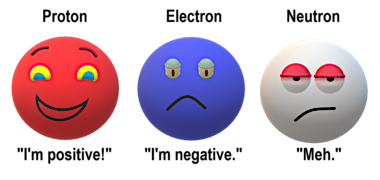 Proton Electron Neutron
"I'm positive!" "I'm negative." "Meh."